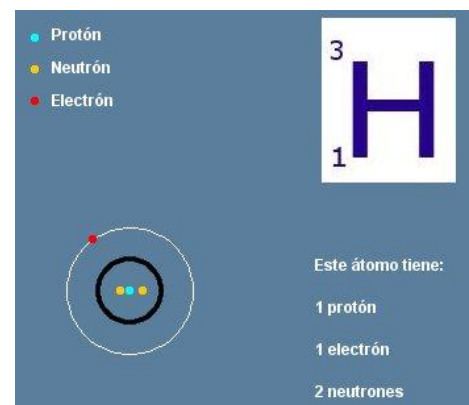 Protón
Neutrón
Electrón
3
H
1
Este átomo tiene:
1 protón
1 electrón
2 neutrones